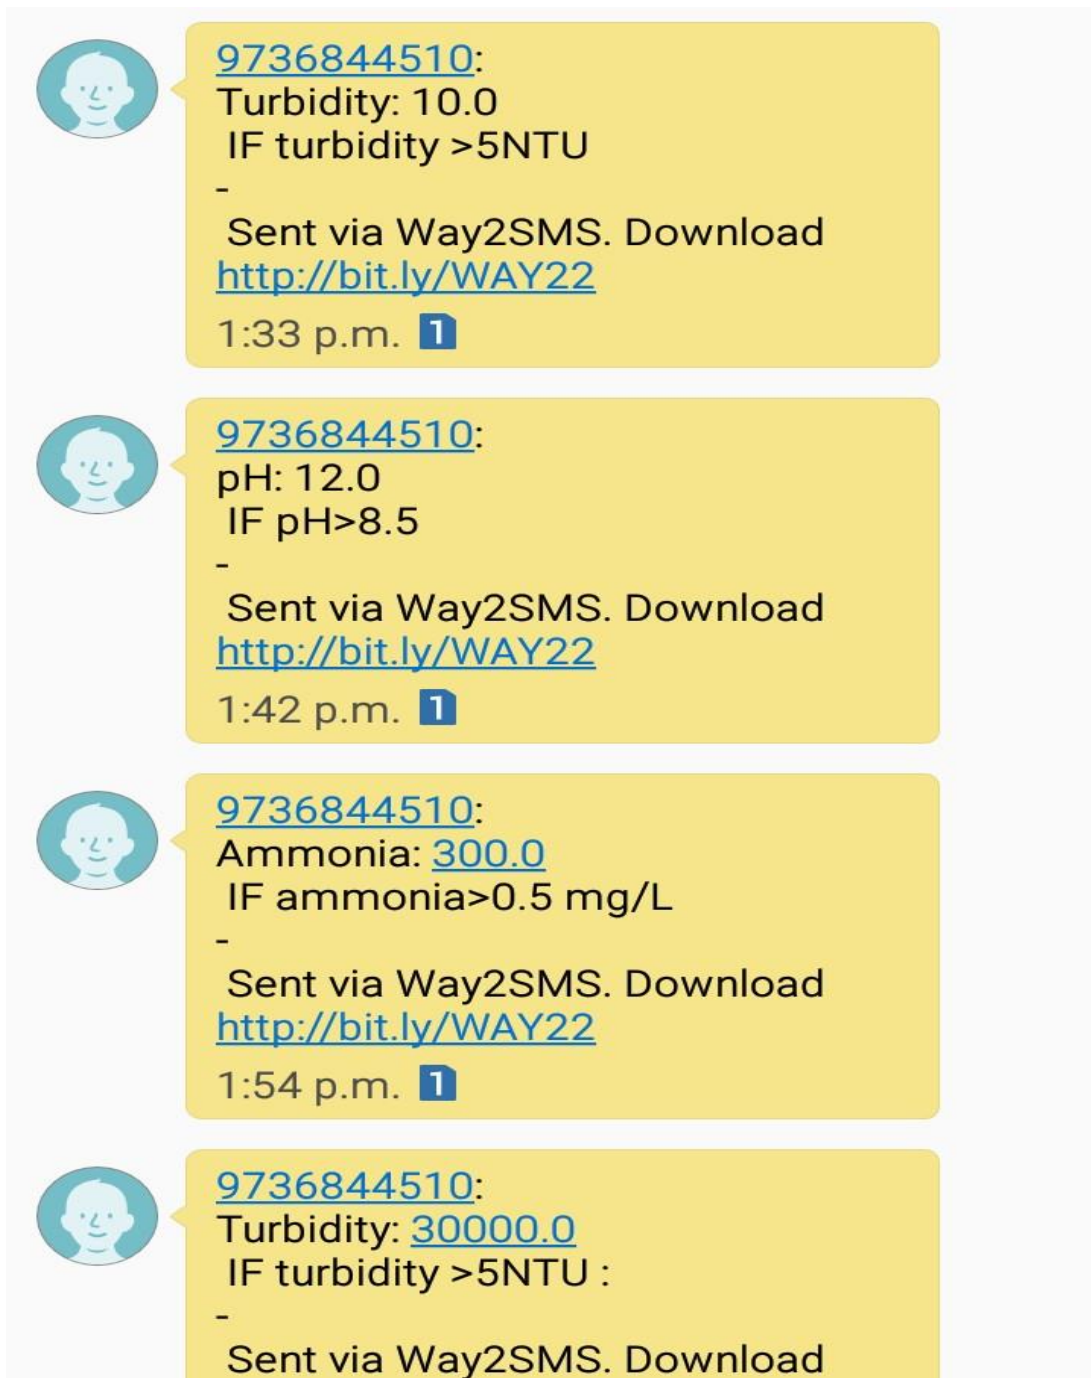 9736844510:
Turbidity: 10.0
IF turbidity >5NTU
-
Sent via Way2SMS. Download
http://bit.ly/WAY22
1:33 p.m. 1
9736844510:
pH: 12.0
IF pH>8.5
-
Sent via Way2SMS. Download
http://bit.ly/WAY22
1:42 p.m. 1
9736844510:
Ammonia: 300.0
IF ammonia>0.5 mg/L
-
Sent via Way2SMS. Download
http://bit.ly/WAY22
1:54 p.m. 1
9736844510:
Turbidity: 30000.0
IF turbidity >5NTU :
-
Sent via Way2SMS. Download